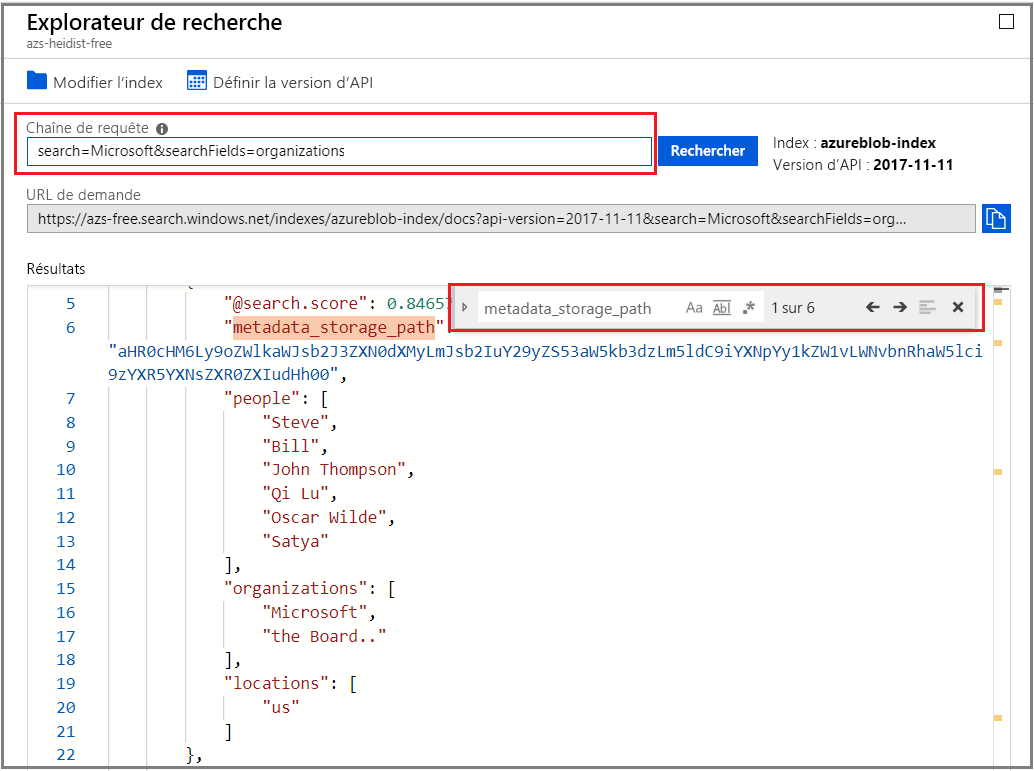 Explorateur de recherche
azs-heidist-free
Modifier l'index Définir la version d'API
Chaîne de requête
search=Microsoft&searchFields=organizations
Rechercher
Index : azureblob-index
Version d'API : 2017-11-11
URL de demande
https://azs-free.search.windows.net/indexes/azureblob-index/docs?api-version=2017-11-11&search=Microsoft&searchFields=org...
Résultats
metadata_storage_path Aa Abl .* 1 sur 6
5 "@search.score": 0.84657
6 "metadata_storage_path"
"aHR0cHM6Ly9oZWlkaWJsb2J3ZXN0dXMyLmJsb2IuY29yZS53aW5kb3dzLm5ldC9iYXNpYy1kZW1vLWNvbnRhaW5lci
9zYXR5YXNsZXR0ZXIudHh00",
7 "people": [
8 "Steve",
9 "Bill",
10 "John Thompson",
11 "Qi Lu",
12 "Oscar Wilde",
13 "Satya"
14 ],
15 "organizations": [
16 "Microsoft",
17 "the Board.."
18 ],
19 "locations": [
20 "us"
21 ]
22 },